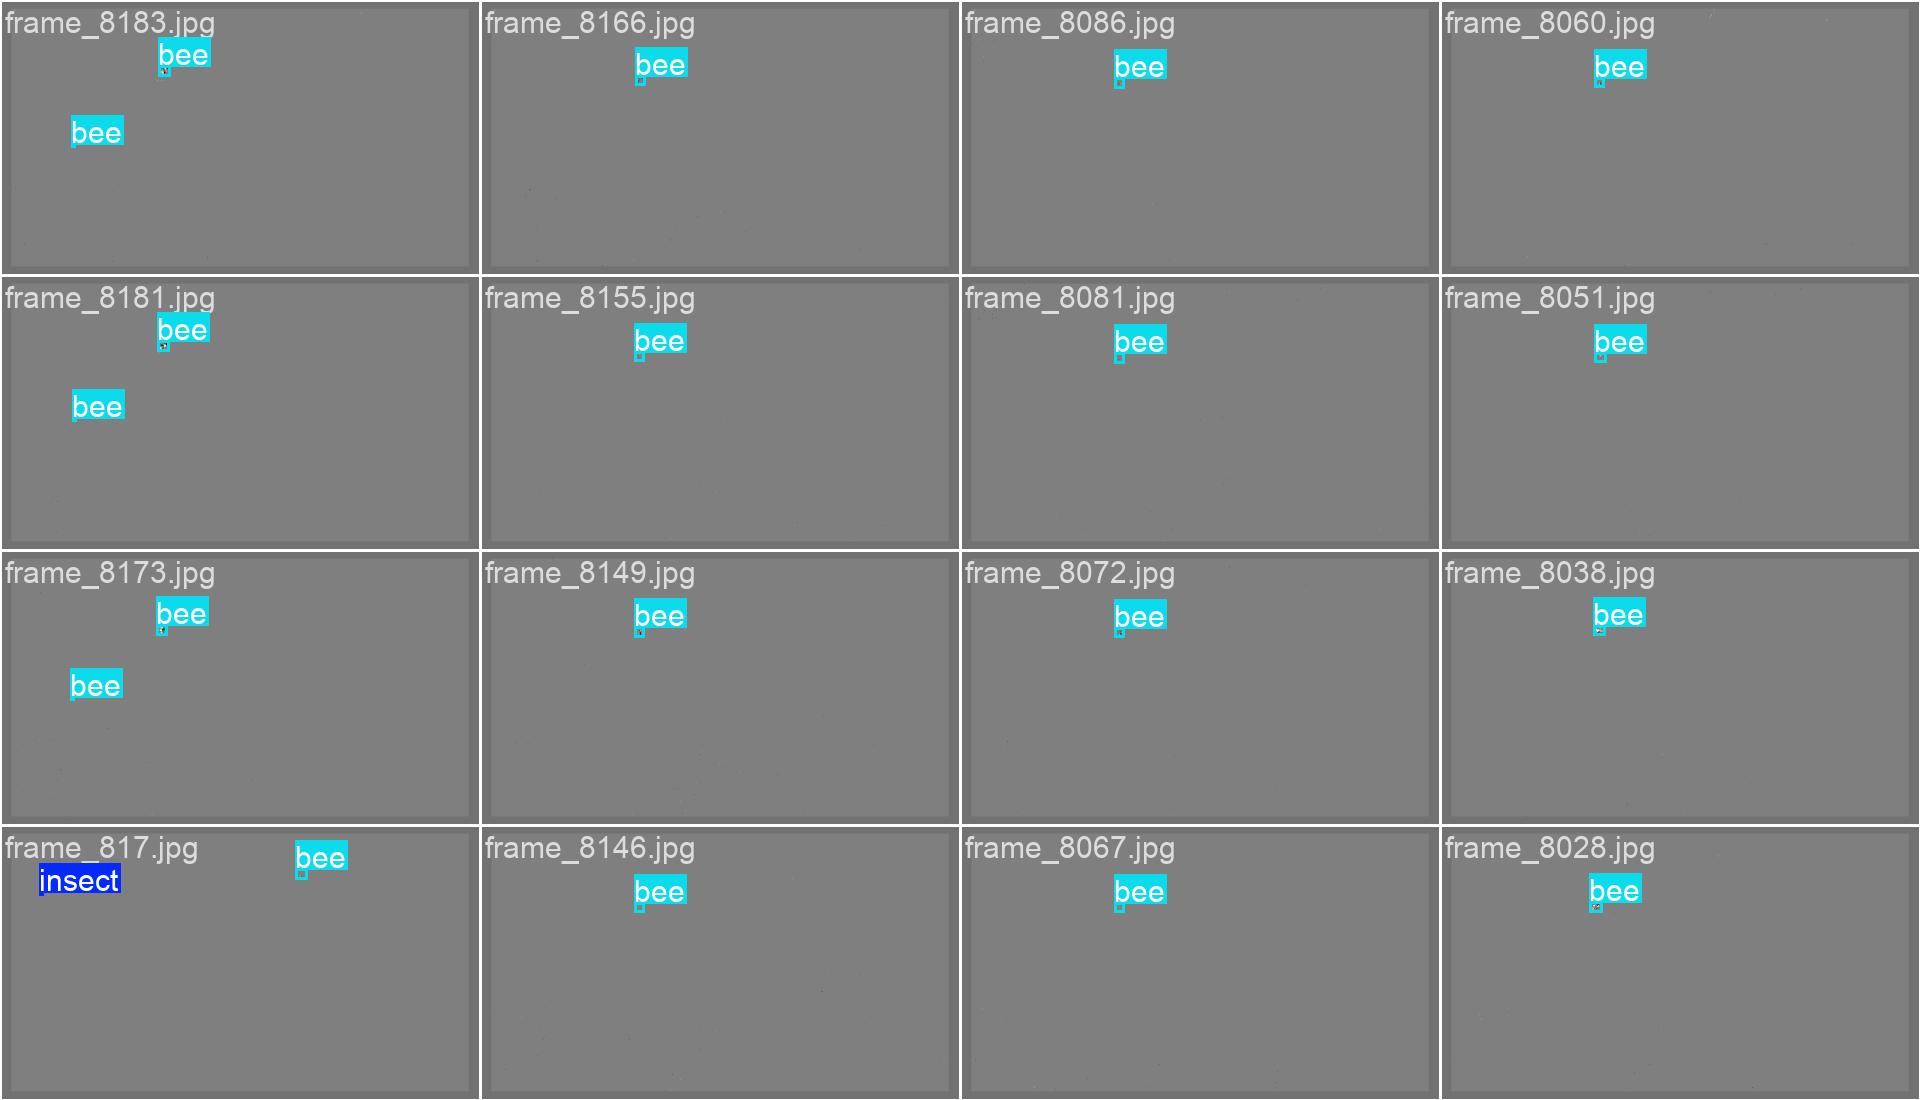 frame_8183.jpg
bee
bee
frame_8166.jpg
bee
frame_8086.jpg
bee
frame_8060.jpg
bee
frame_8181.jpg
bee
bee
frame_8155.jpg
bee
frame_8081.jpg
bee
frame_8051.jpg
bee
frame_8173.jpg
bee
bee
frame_8149.jpg
bee
frame_8072.jpg
bee
frame_8038.jpg
bee
frame_817.jpg
bee
insect
frame_8146.jpg
bee
frame_8067.jpg
bee
frame_8028.jpg
bee